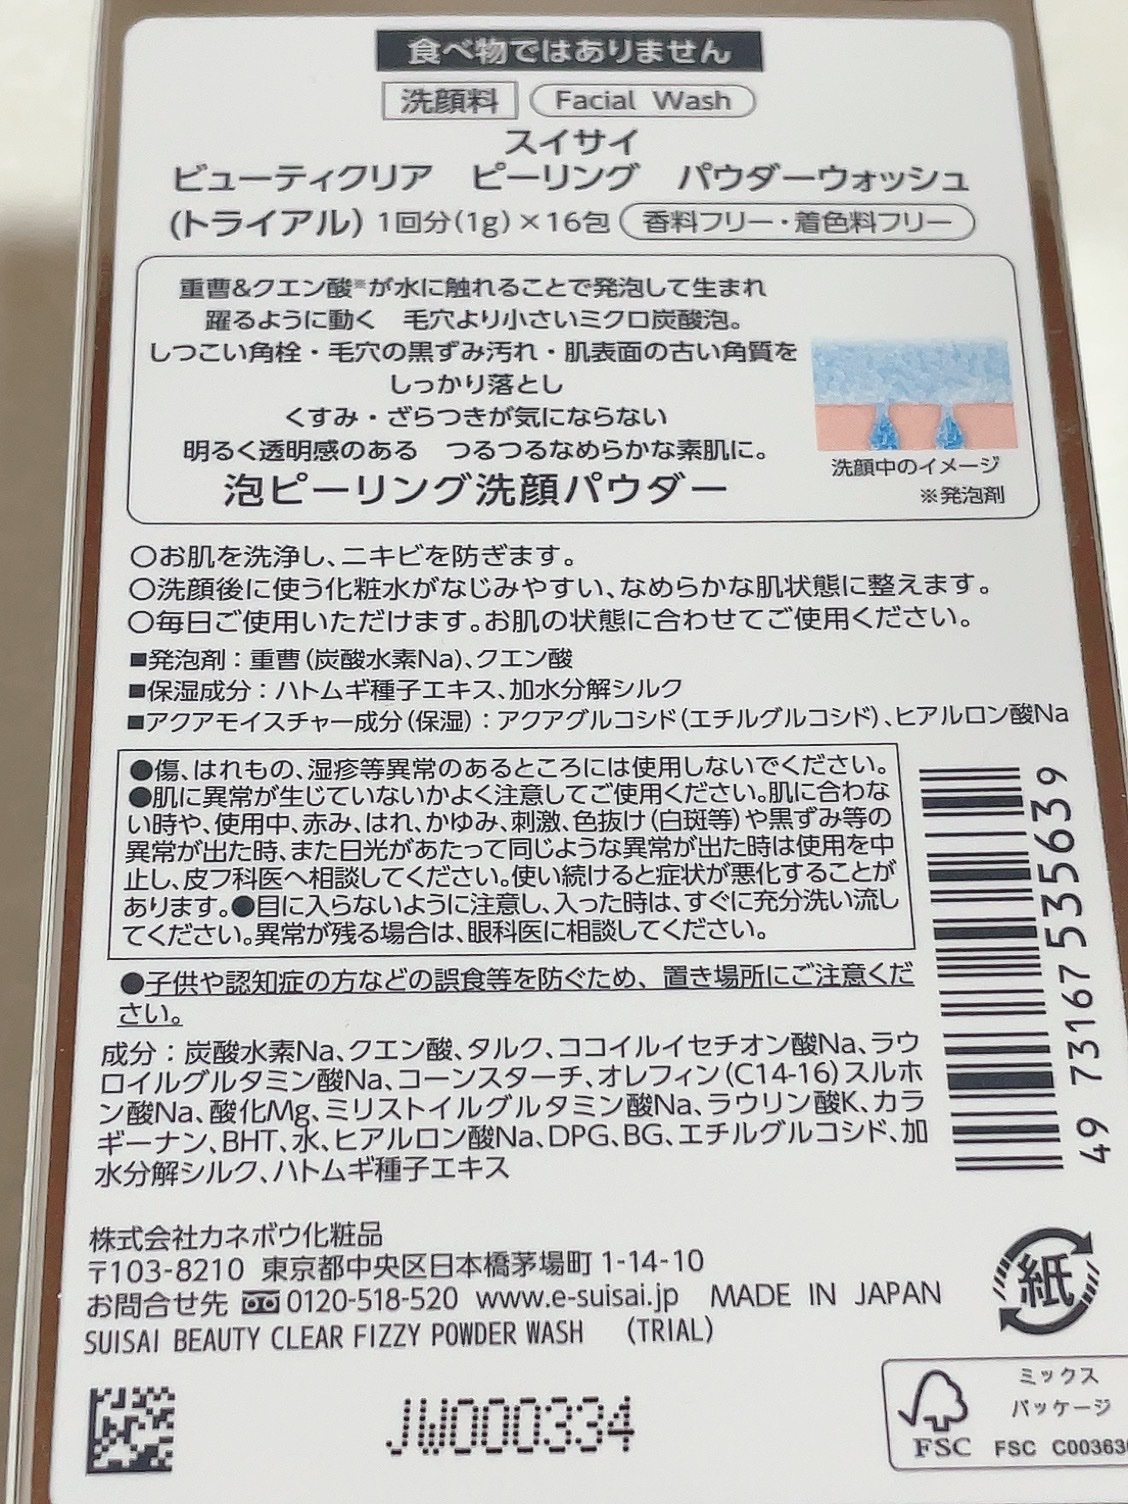 食べ物ではありません
洗顔料 Facial Wash
スイサイ
ビューティクリア ピーリング パウダーウォッシュ
(トライアル) 1回分(1g)×16包 香料フリー・着色料フリー
重曹&クエン酸※が水に触れることで発泡して生まれ
躍るように動く 毛穴より小さいミクロ炭酸泡。
しつこい角栓・毛穴の黒ずみ汚れ・肌表面の古い角質を
しっかり落とし
くすみ・ざらつきが気にならない
明るく透明感のある つるつるなめらかな素肌に。
泡ピーリング洗顔パウダー
洗顔中のイメージ
※発泡剤
○お肌を洗浄し、ニキビを防ぎます。
○洗顔後に使う化粧水がなじみやすい、なめらかな肌状態に整えます。
○毎日ご使用いただけます。お肌の状態に合わせてご使用ください。
■発泡剤：重曹(炭酸水素Na)、クエン酸
■保湿成分：ハトムギ種子エキス、加水分解シルク
■アクアモイスチャー成分(保湿)：アクアグルコシド(エチルグルコシド)、ヒアルロン酸Na
●傷、はれもの、湿疹等異常のあるところには使用しないでください。
●肌に異常が生じていないかよく注意してご使用ください。肌に合わな
い時や、使用中、赤み、はれ、かゆみ、刺激、色抜け(白斑等)や黒ずみ等の
異常が出た時、また日光があたって同じような異常が出た時は使用を中
止し、皮フ科医へ相談してください。使い続けると症状が悪化することが
あります。●目に入らないように注意し、入った時は、すぐに充分洗い流し
てください。異常が残る場合は、眼科医に相談してください。
●子供や認知症の方などの誤食等を防ぐため、置き場所にご注意くだ
さい。
成分：炭酸水素Na、クエン酸、タルク、ココイルイセチオン酸Na、ラウ
ロイルグルタミン酸Na、コーンスターチ、オレフィン(C14-16)スルホ
ン酸Na、酸化Mg、ミリストイルグルタミン酸Na、ラウリン酸K、カラ
ギーナン、BHT、水、ヒアルロン酸Na、DPG、BG、エチルグルコシド、加
水分解シルク、ハトムギ種子エキス
49 73167 535639
株式会社カネボウ化粧品
〒103-8210 東京都中央区日本橋茅場町 1-14-10
お問合せ先 0120-518-520 www.e-suisai.jp MADE IN JAPAN
SUISAI BEAUTY CLEAR FIZZY POWDER WASH (TRIAL)
紙
JW000334
ミックス
パッケージ
FSC FSC